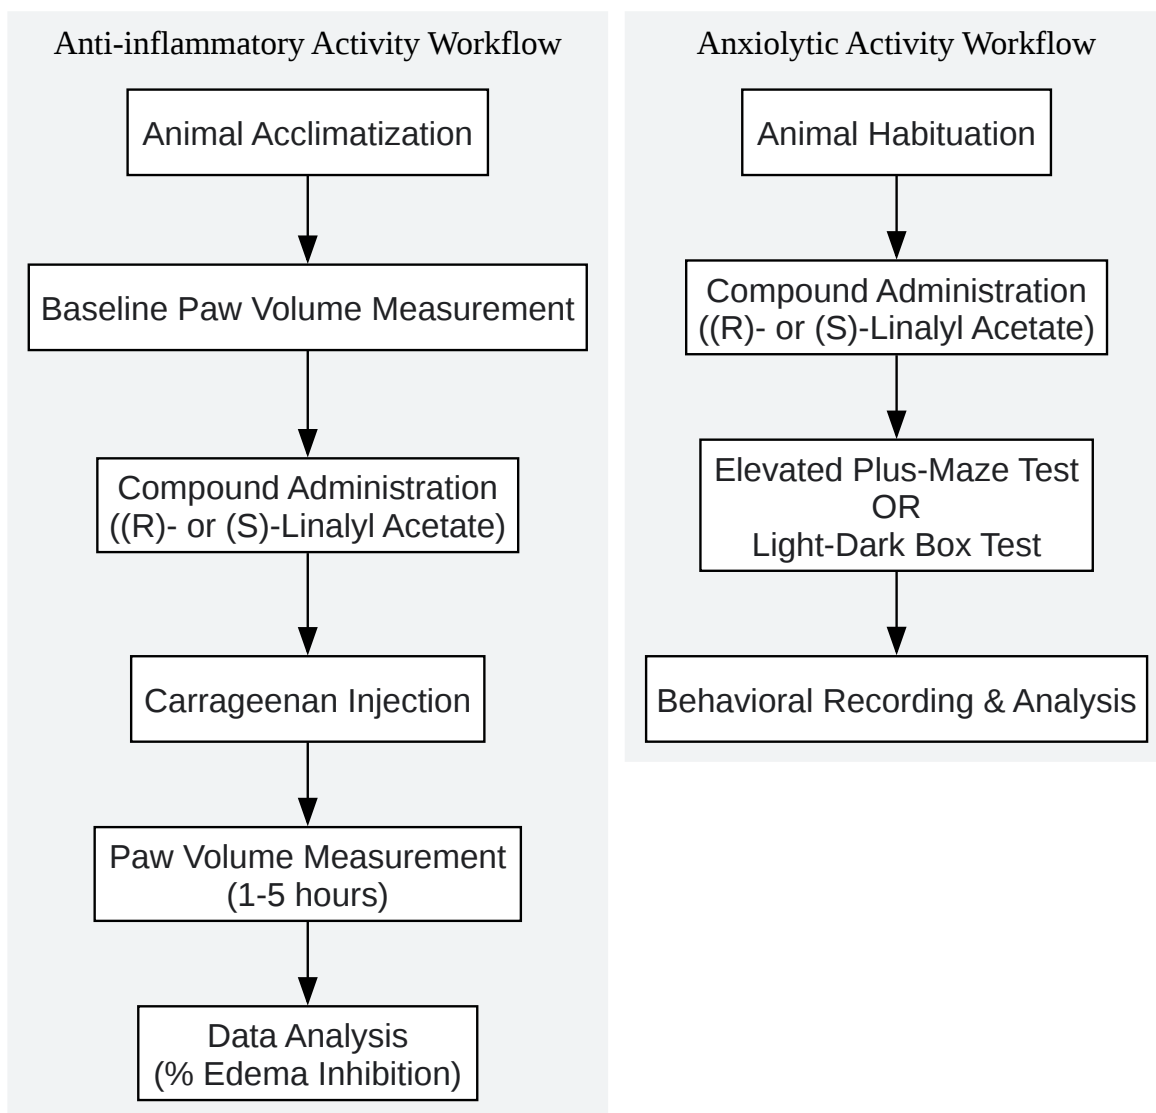 Anti-inflammatory Activity Workflow
Animal Acclimatization
Baseline Paw Volume Measurement
Compound Administration
((R)- or (S)-Linalyl Acetate)
Carrageenan Injection
Paw Volume Measurement
(1-5 hours)
Data Analysis
(% Edema Inhibition)
Anxiolytic Activity Workflow
Animal Habituation
Compound Administration
((R)- or (S)-Linalyl Acetate)
Elevated Plus-Maze Test
OR
Light-Dark Box Test
Behavioral Recording & Analysis